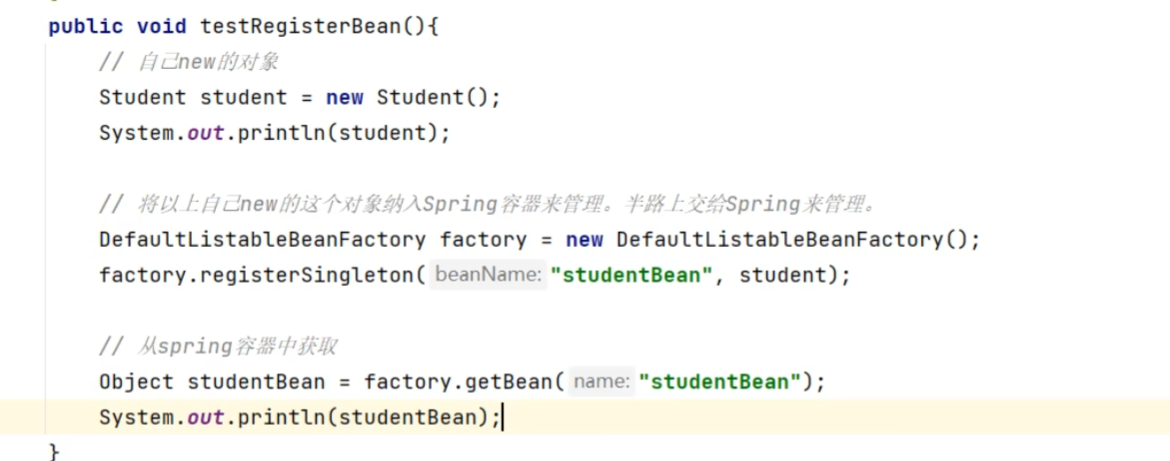 public void testRegisterBean(){
// 自己new的对象
Student student = new Student();
System.out.println(student);
// 将以上自己new的这个对象纳入Spring容器来管理。半路上交给Spring来管理。
DefaultListableBeanFactory factory = new DefaultListableBeanFactory();
factory.registerSingleton( beanName: "studentBean", student);
// 从spring容器中获取
Object studentBean = factory.getBean( name: "studentBean");
System.out.println(studentBean);
}